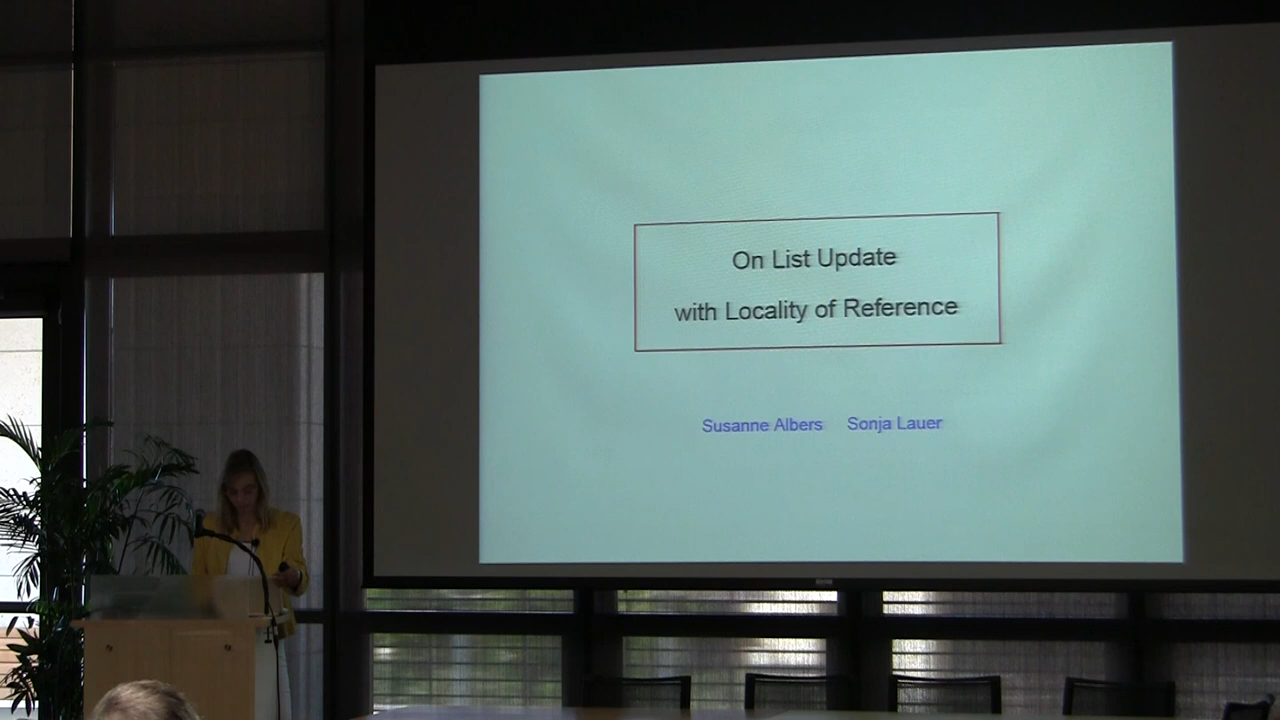 On List Update
with Locality of Reference
Susanne Albers Sonja Lauer